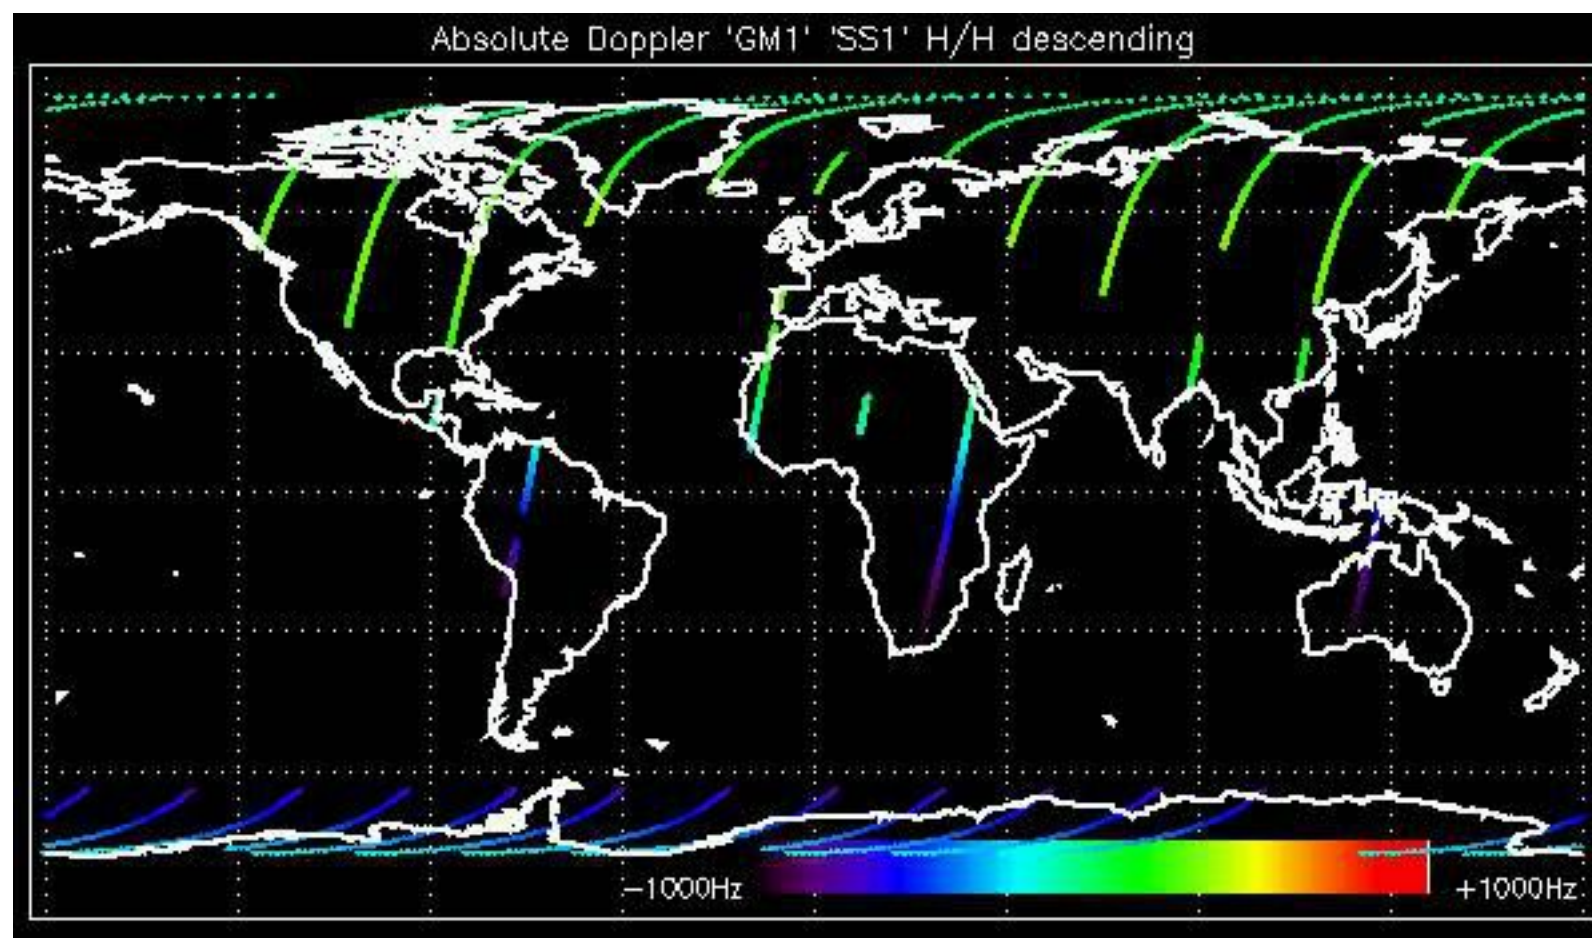 Absolute Doppler 'GM1' 'SS1' H/H descending
-1000Hz +1000Hz